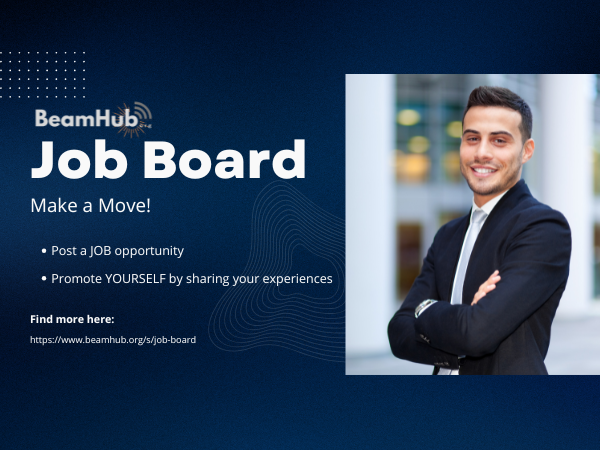 BeamHub
Job Board
Make a Move!
• Post a JOB opportunity
• Promote YOURSELF by sharing your experiences
Find more here:
https://www.beamhub.org/s/job-board